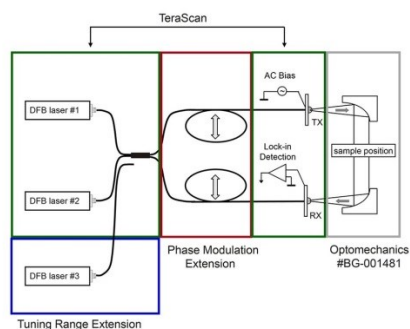 TeraScan
DFB laser #1
DFB laser #2
DFB laser #3
AC Bias
TX
Lock-in
Detection
RX
sample position
Phase Modulation
Extension
Optomechanics
#BG-001481
Tuning Range Extension